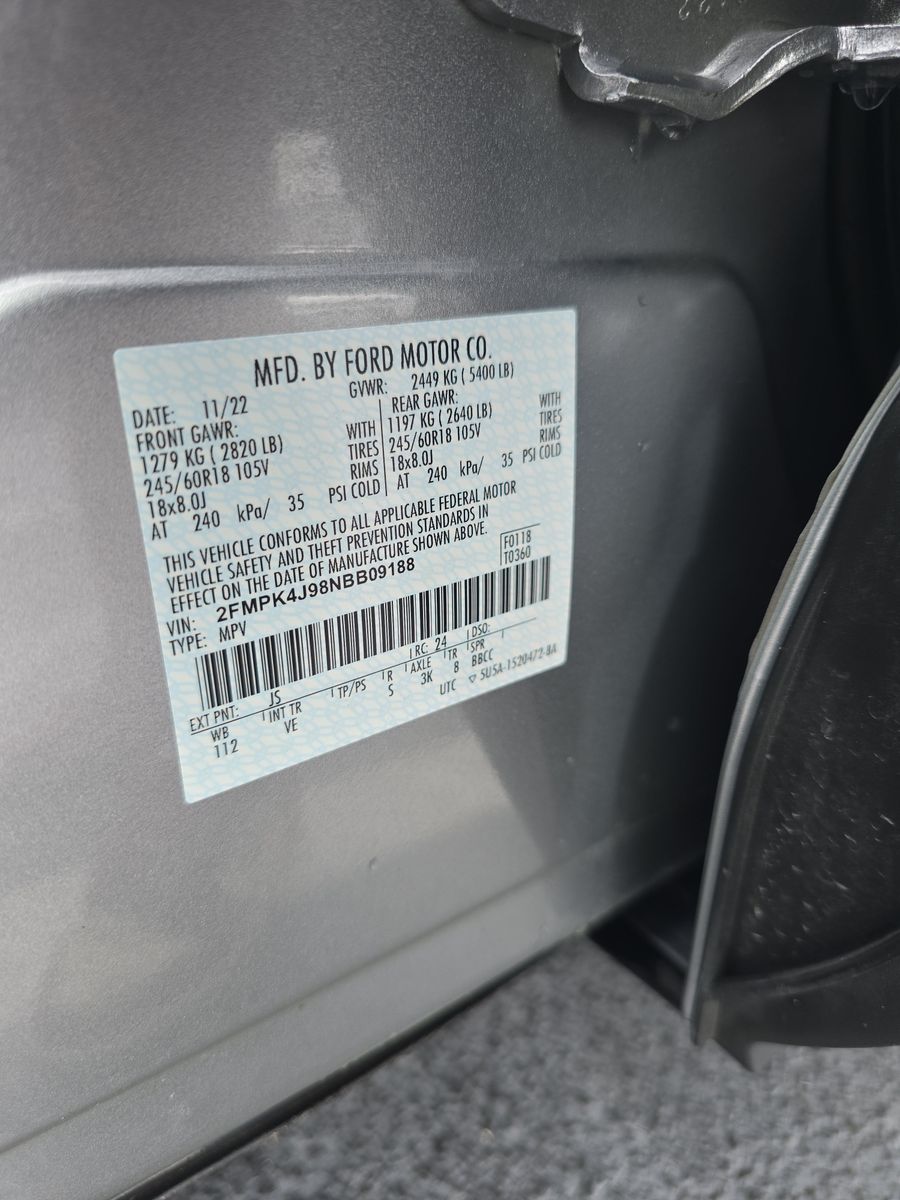 MFD. BY FORD MOTOR CO.
DATE: 11/22 GVWR: 2449 KG ( 5400 LB)
FRONT GAWR: REAR GAWR:
1279 KG ( 2820 LB) WITH 1197 KG ( 2640 LB) WITH
245/60R18 105V TIRES 245/60R18 105V TIRES
18x8.0J RIMS 18x8.0J RIMS
AT 240 kPa/ 35 PSI COLD AT 240 kPa/ 35 PSI COLD
THIS VEHICLE CONFORMS TO ALL APPLICABLE FEDERAL MOTOR
VEHICLE SAFETY AND THEFT PREVENTION STANDARDS IN
EFFECT ON THE DATE OF MANUFACTURE SHOWN ABOVE.
F0118
VIN: 2FMPK4J98NBB09188 T0360
TYPE: MPV
EXT PNT: JS RC: 24 DSO:
WB INT TR TP/PS R AXLE TR SPR
112 VE S 3K 8 BBCC
UTC ▽ 5U5A-1520472-BA